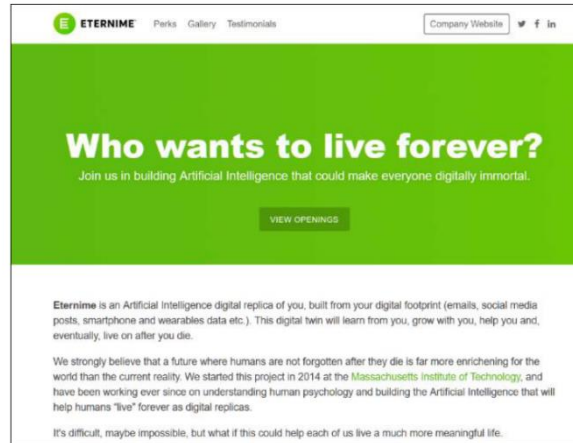 E ETERNIME Perks Gallery Testimonials Company Website f in
Who wants to live forever?
Join us in building Artificial Intelligence that could make everyone digitally immortal.
VIEW OPENINGS
Eternime is an Artificial Intelligence digital replica of you, built from your digital footprint (emails, social media
posts, smartphone and wearables data etc.). This digital twin will learn from you, grow with you, help you and,
eventually, live on after you die.
We strongly believe that a future where humans are not forgotten after they die is far more enriching for the
world than the current reality. We started this project in 2014 at the Massachusetts Institute of Technology, and
have been working ever since on understanding human psychology and building the Artificial Intelligence that will
help humans "live" forever as digital replicas.
It's difficult, maybe impossible, but what if this could help each of us live a much more meaningful life.